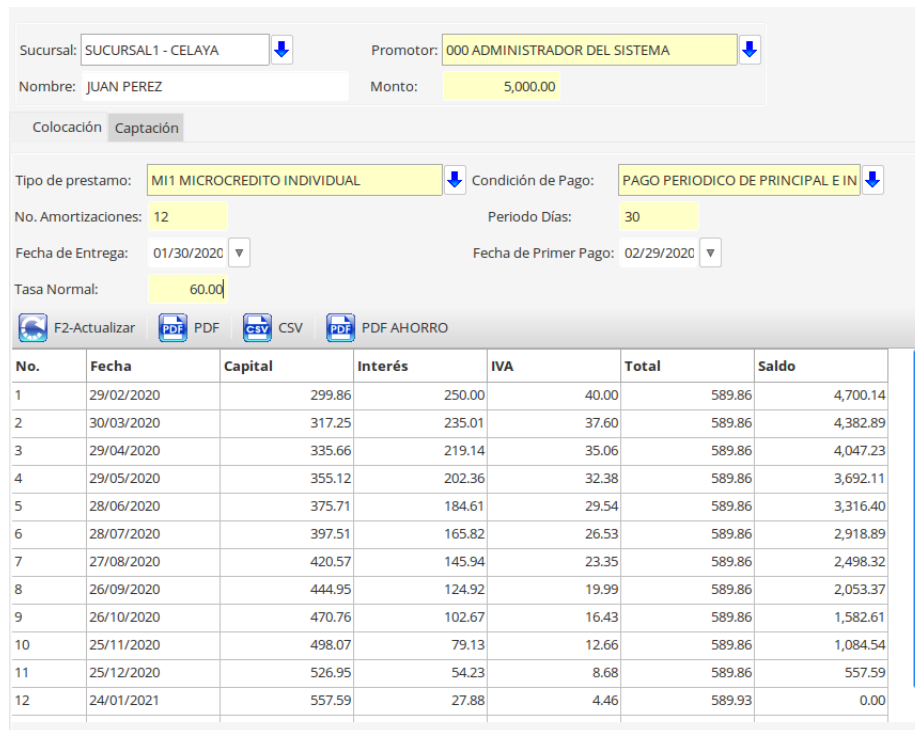 Sucursal: SUCURSAL1 - CELAYA Promotor: 000 ADMINISTRADOR DEL SISTEMA
Nombre: JUAN PEREZ Monto: 5,000.00
Colocación Captación
Tipo de prestamo: MI1 MICROCREDITO INDIVIDUAL Condición de Pago: PAGO PERIODICO DE PRINCIPAL E IN
No. Amortizaciones: 12 Periodo Días: 30
Fecha de Entrega: 01/30/2020 Fecha de Primer Pago: 02/29/2020
Tasa Normal: 60.00
F2-Actualizar PDF PDF CSV CSV PDF PDF AHORRO
No. Fecha Capital Interés IVA Total Saldo
1 29/02/2020 299.86 250.00 40.00 589.86 4,700.14
2 30/03/2020 317.25 235.01 37.60 589.86 4,382.89
3 29/04/2020 335.66 219.14 35.06 589.86 4,047.23
4 29/05/2020 355.12 202.36 32.38 589.86 3,692.11
5 28/06/2020 375.71 184.61 29.54 589.86 3,316.40
6 28/07/2020 397.51 165.82 26.53 589.86 2,918.89
7 27/08/2020 420.57 145.94 23.35 589.86 2,498.32
8 26/09/2020 444.95 124.92 19.99 589.86 2,053.37
9 26/10/2020 470.76 102.67 16.43 589.86 1,582.61
10 25/11/2020 498.07 79.13 12.66 589.86 1,084.54
11 25/12/2020 526.95 54.23 8.68 589.86 557.59
12 24/01/2021 557.59 27.88 4.46 589.93 0.00